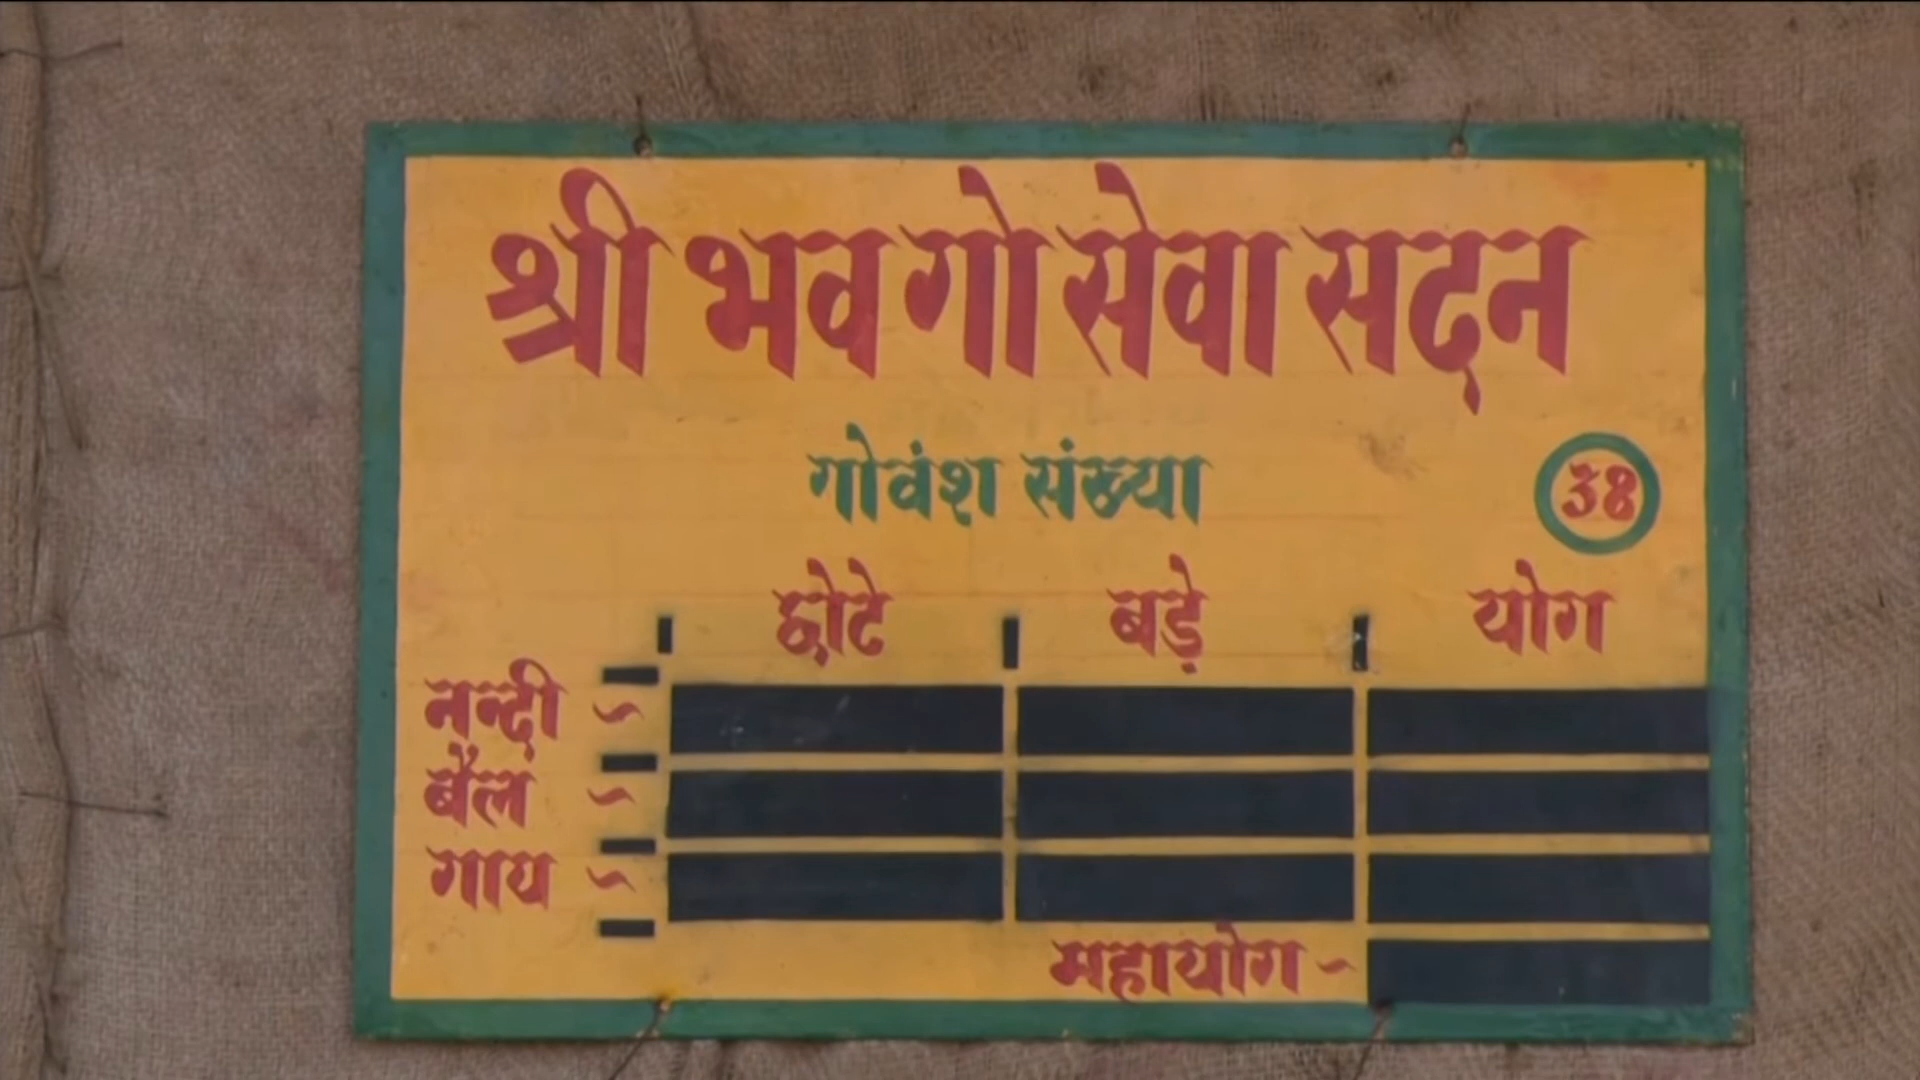 श्री भव गो सेवा सदन
गोवंश संख्या
38
छोटे बड़े योग
नन्दी -
बैल -
गाय -
महायोग -